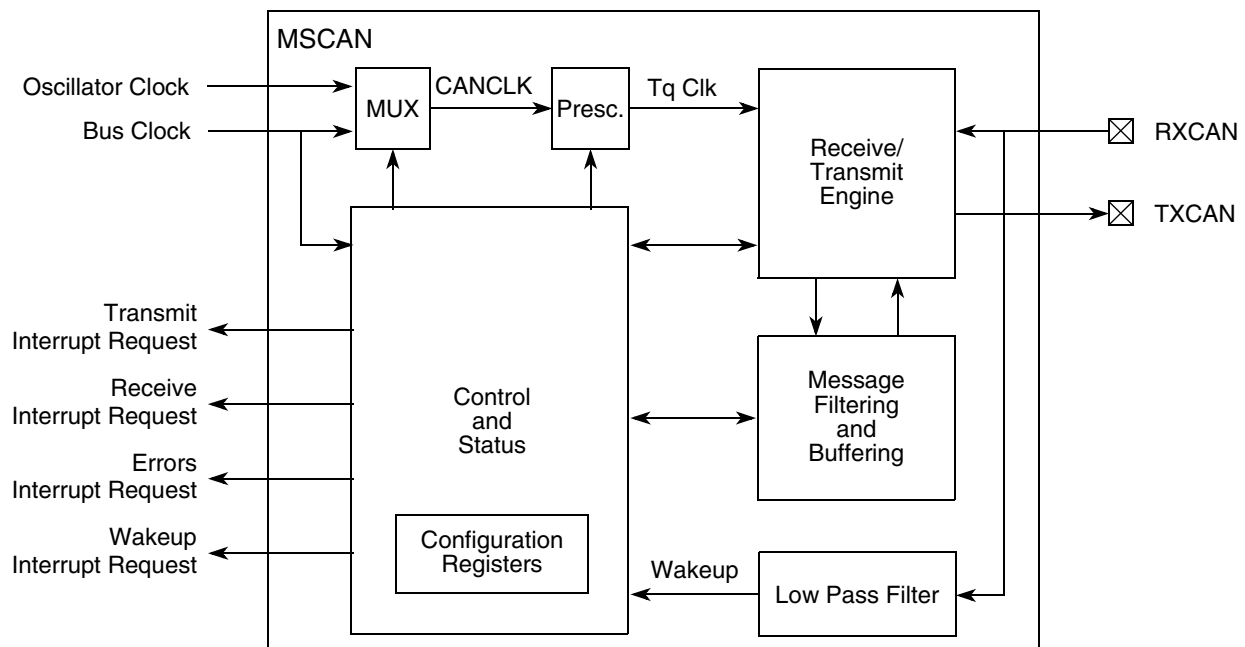 MSCAN
Oscillator Clock
Bus Clock
MUX
CANCLK
Presc.
Tq Clk
Receive/
Transmit
Engine
RXCAN
TXCAN
Transmit
Interrupt Request
Receive
Interrupt Request
Errors
Interrupt Request
Wakeup
Interrupt Request
Control
and
Status
Configuration
Registers
Message
Filtering
and
Buffering
Wakeup
Low Pass Filter